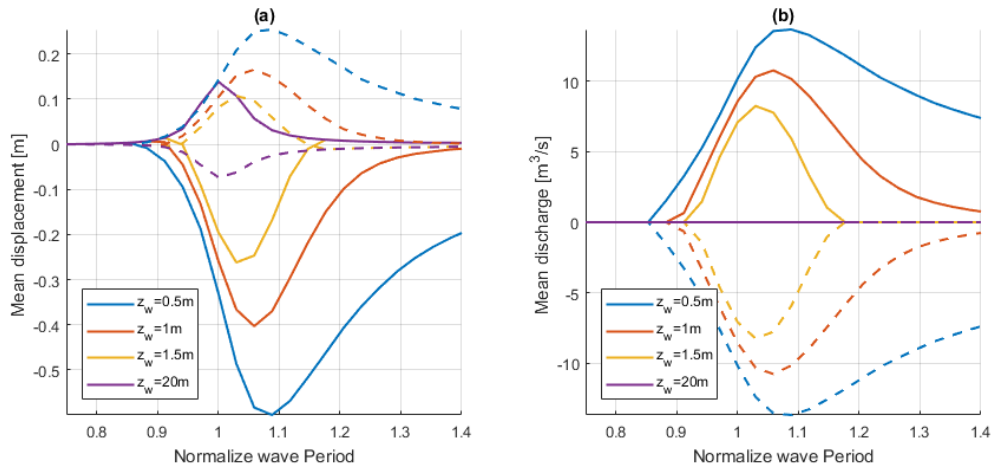 (a)
Mean displacement [m]
0.2
0.1
0
-0.1
-0.2
-0.3
-0.4
-0.5
z_w=0.5m
z_w=1m
z_w=1.5m
z_w=20m
0.8 0.9 1 1.1 1.2 1.3 1.4
Normalize wave Period
(b)
Mean discharge [m³/s]
10
5
0
-5
-10
z_w=0.5m
z_w=1m
z_w=1.5m
z_w=20m
0.8 0.9 1 1.1 1.2 1.3 1.4
Normalize wave Period